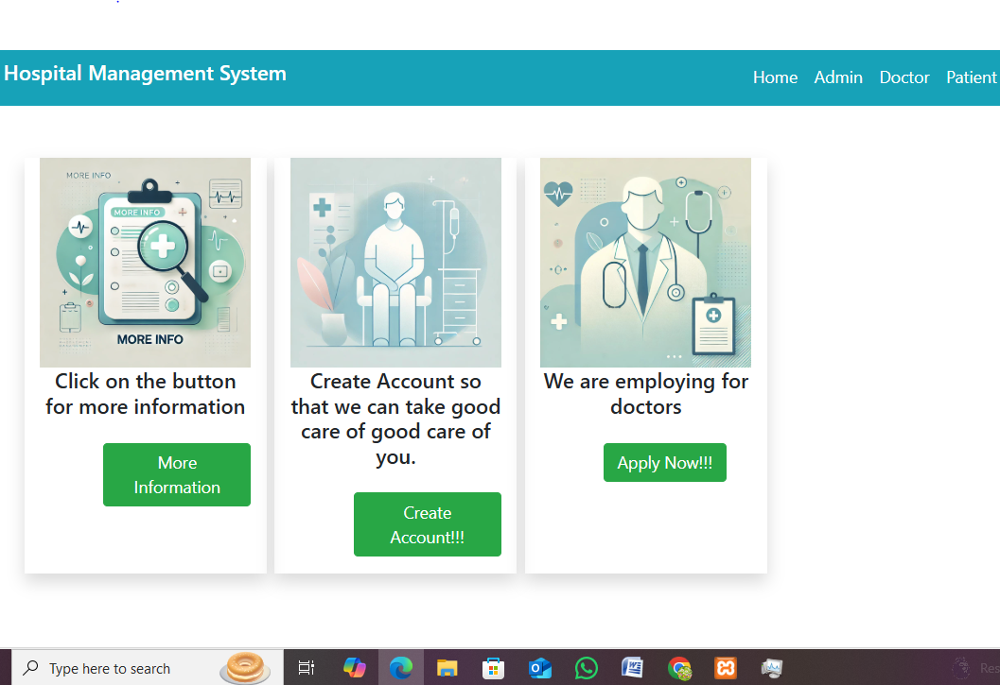 Hospital Management System
Home Admin Doctor Patient
MORE INFO
MORE INFO
MORE INFO
Click on the button
for more information
More
Information
Create Account so
that we can take good
care of good care of
you.
Create
Account!!!
We are employing for
doctors
Apply Now!!!
Type here to search
Res